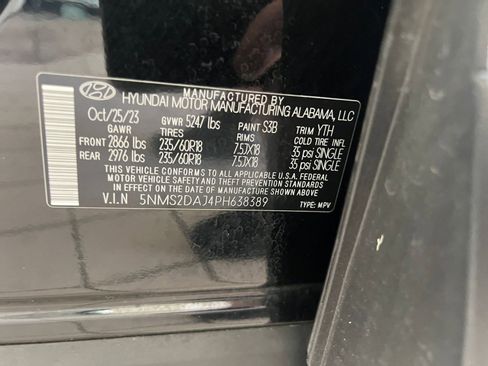 MANUFACTURED BY
HYUNDAI MOTOR MANUFACTURING ALABAMA, LLC
Oct/25/23 GVWR 5247 lbs PAINT S3B TRIM YTH
GAWR TIRES RIMS COLD TIRE INFL
FRONT 2866 lbs 235/60R18 7.5JX18 35 psi SINGLE
REAR 2976 lbs 235/60R18 7.5JX18 35 psi SINGLE
THIS VEHICLE CONFORMS TO ALL APPLICABLE U.S.A. FEDERAL
MOTOR VEHICLE SAFETY AND THEFT PREVENTION STANDARDS
IN EFFECT ON THE DATE OF MANUFACTURE SHOWN ABOVE.
V.I.N 5NMS2DAJ4PH638389 TYPE: MPV